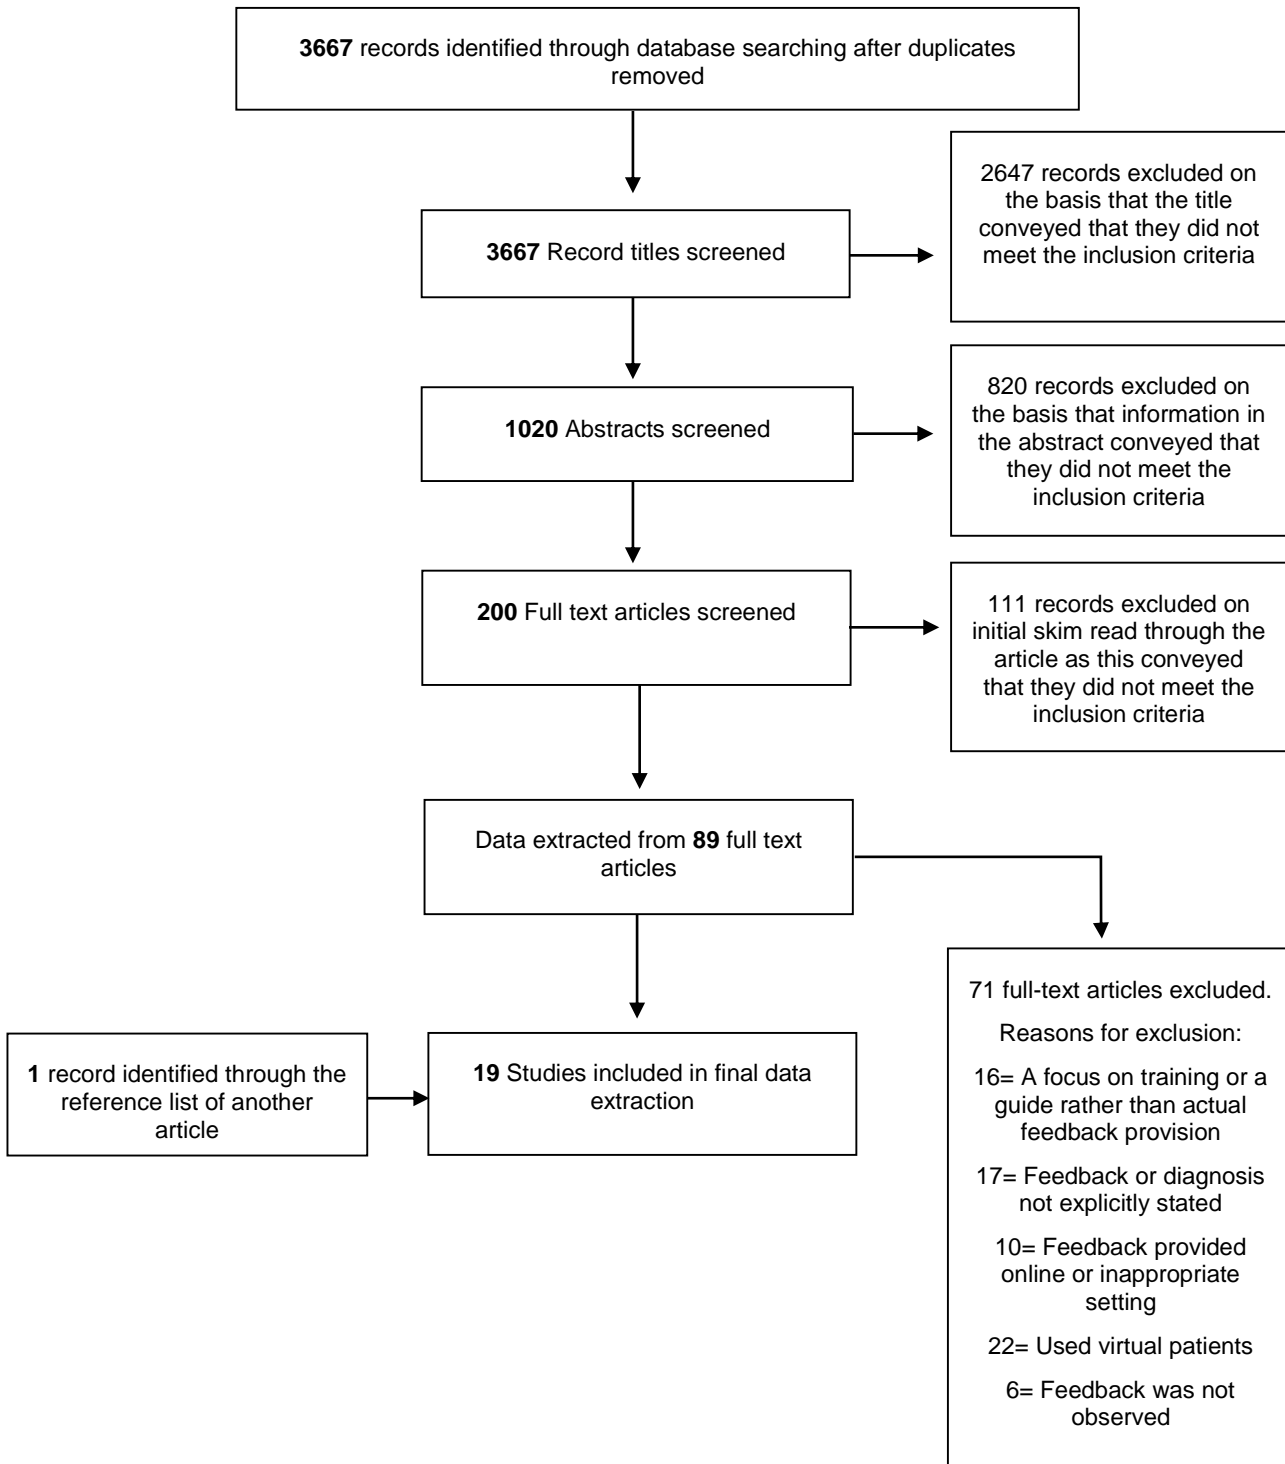 3667 records identified through database searching after duplicates
removed
2647 records excluded on
the basis that the title
conveyed that they did not
meet the inclusion criteria
3667 Record titles screened
820 records excluded on
the basis that information in
the abstract conveyed that
they did not meet the
inclusion criteria
1020 Abstracts screened
111 records excluded on
initial skim read through the
article as this conveyed
that they did not meet the
inclusion criteria
200 Full text articles screened
Data extracted from 89 full text
articles
71 full-text articles excluded.
Reasons for exclusion:
16= A focus on training or a
guide rather than actual
feedback provision
17= Feedback or diagnosis
not explicitly stated
10= Feedback provided
online or inappropriate
setting
22= Used virtual patients
6= Feedback was not
observed
1 record identified through the
reference list of another
article
19 Studies included in final data
extraction